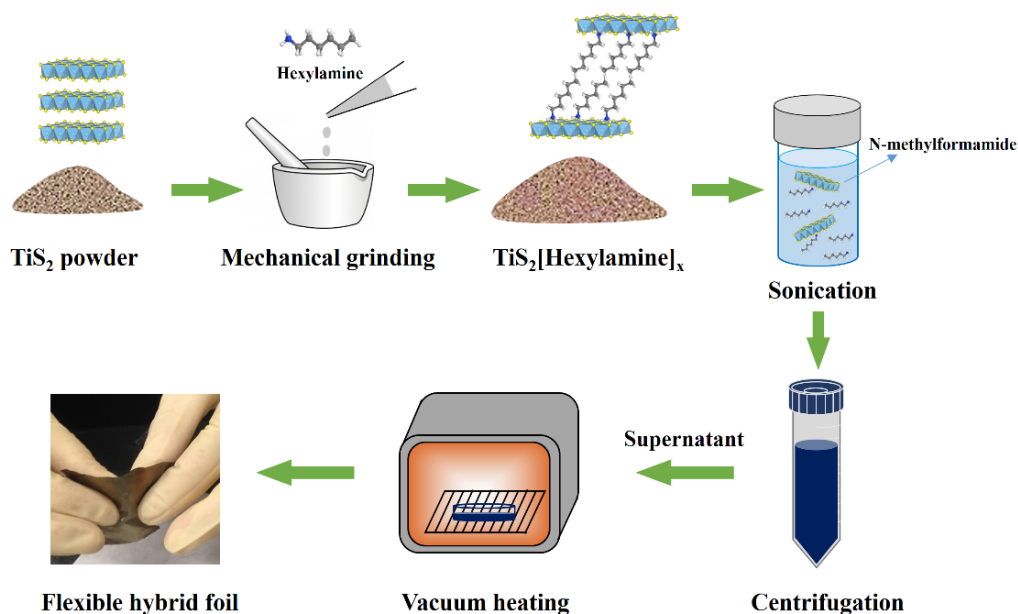 Hexylamine
N-methylformamide
TiS₂ powder
Mechanical grinding
TiS₂[Hexylamine]ₓ
Sonication
Supernatant
Flexible hybrid foil
Vacuum heating
Centrifugation